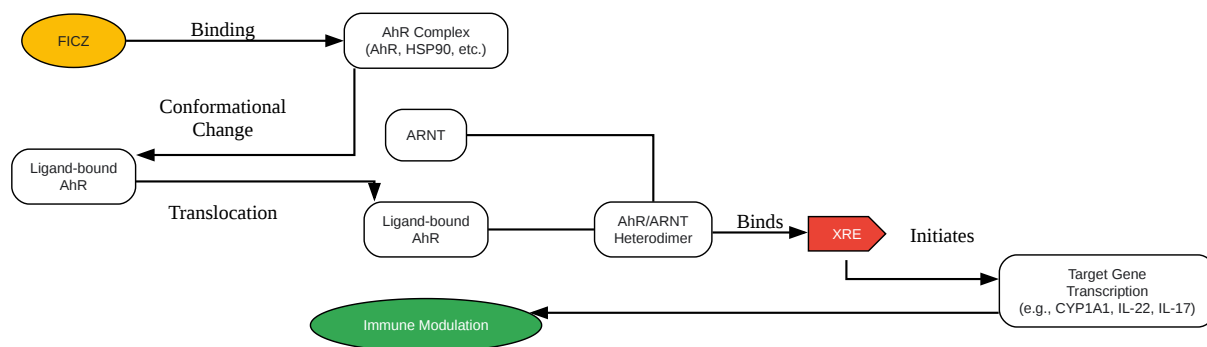 FICZ
Binding
AhR Complex
(AhR, HSP90, etc.)
Conformational
Change
ARNT
Ligand-bound
AhR
Translocation
Ligand-bound
AhR
AhR/ARNT
Heterodimer
Binds
XRE
Initiates
Target Gene
Transcription
(e.g., CYP1A1, IL-22, IL-17)
Immune Modulation